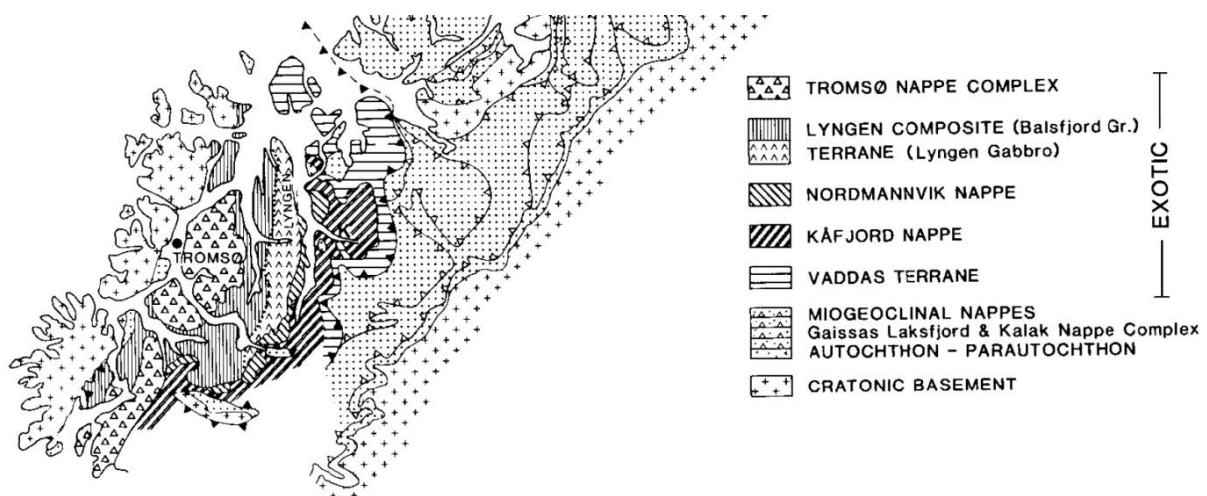 TROMSØ
LYNGEN
TROMSØ NAPPE COMPLEX
LYNGEN COMPOSITE (Balsfjord Gr.)
TERRANE (Lyngen Gabbro)
NORDMANNVIK NAPPE
KÅFJORD NAPPE
VADDAS TERRANE
EXOTIC
MIOGEOCLINAL NAPPES
Gaissas Laksfjord & Kalak Nappe Complex
AUTOCHTHON - PARAUTOCHTHON
CRATONIC BASEMENT